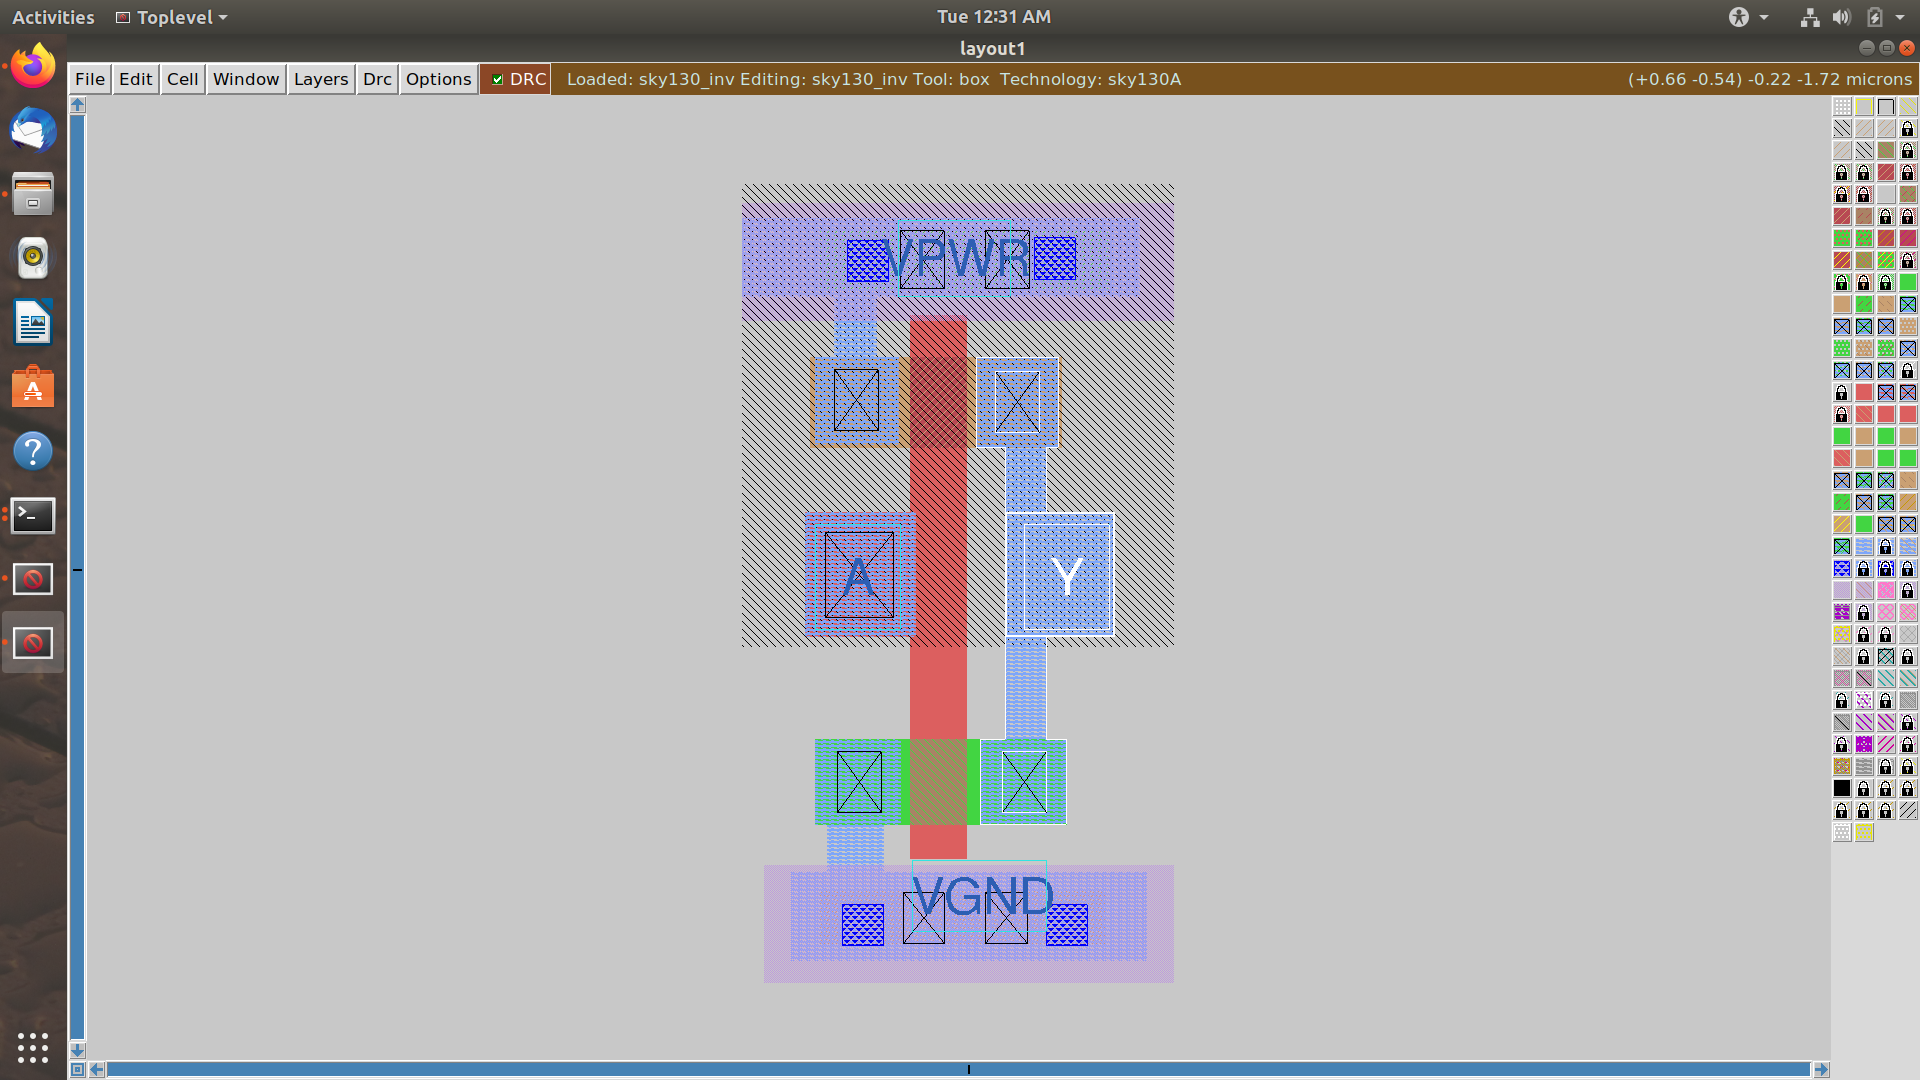 Activities Toplevel Tue 12:31 AM
layout1
File Edit Cell Window Layers Drc Options DRC Loaded: sky130_inv Editing: sky130_inv Tool: box Technology: sky130A (+0.66 -0.54) -0.22 -1.72 microns
VPWR
A Y
VGND